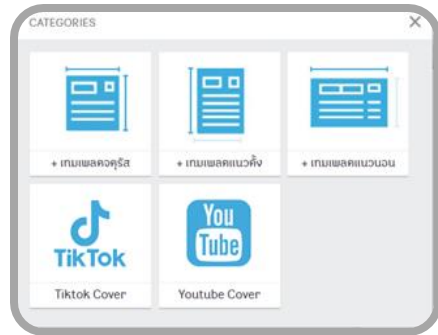 CATEGORIES ×
+ เทมเพลตจตุรัส
+ เทมเพลตแนวตั้ง
+ เทมเพลตแนวนอน
TikTok
Tiktok Cover
You
Tube
Youtube Cover